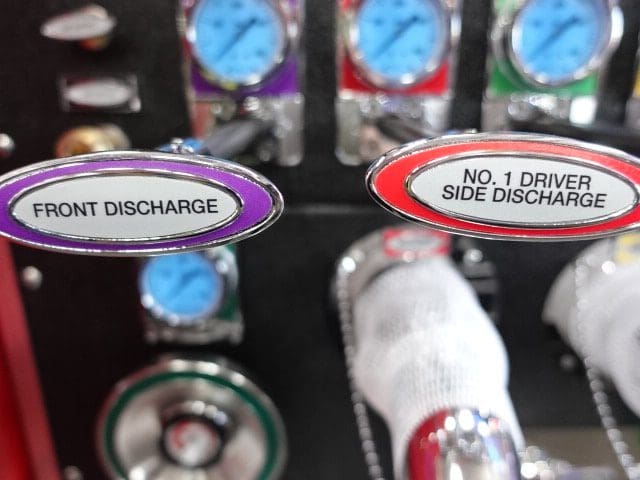 FRONT DISCHARGE
NO. 1 DRIVER
SIDE DISCHARGE